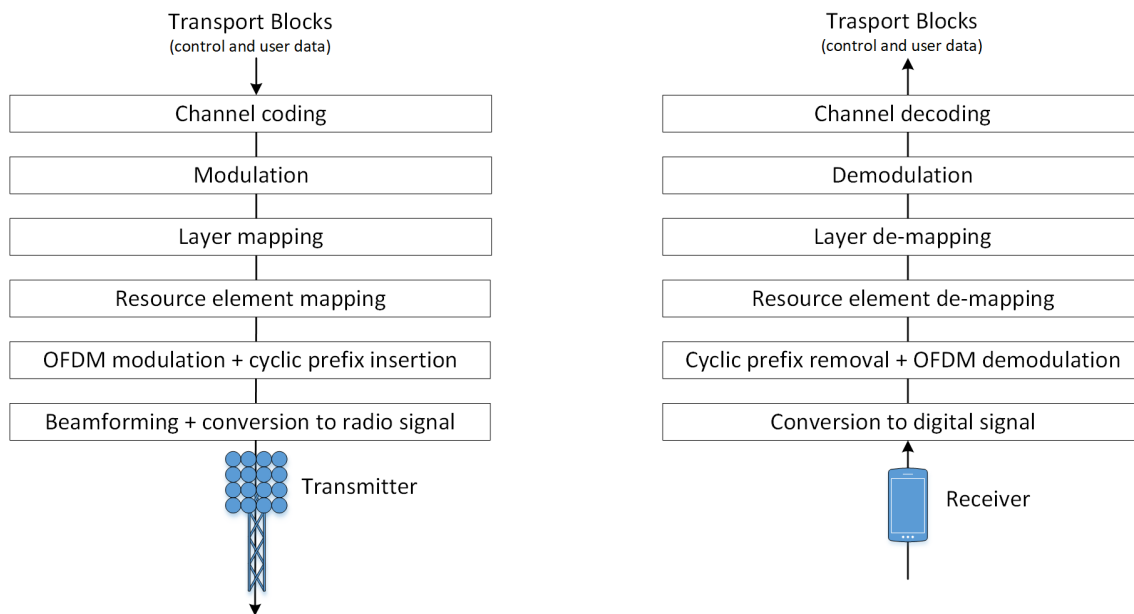 Transport Blocks
(control and user data)
Channel coding
Modulation
Layer mapping
Resource element mapping
OFDM modulation + cyclic prefix insertion
Beamforming + conversion to radio signal
Transmitter
Trasport Blocks
(control and user data)
Channel decoding
Demodulation
Layer de-mapping
Resource element de-mapping
Cyclic prefix removal + OFDM demodulation
Conversion to digital signal
Receiver